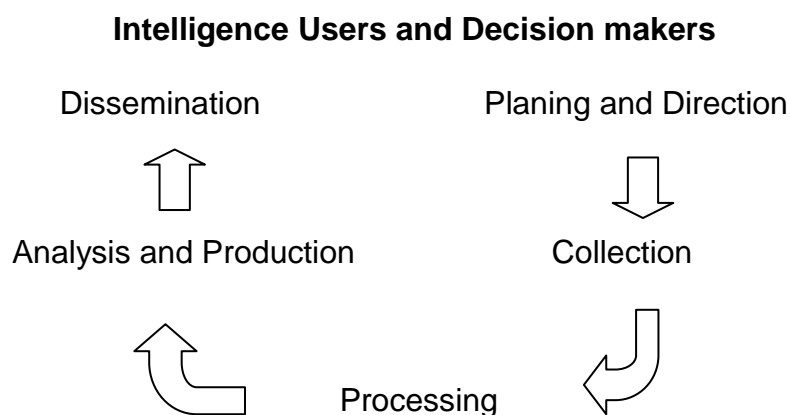 Intelligence Users and Decision makers
Dissemination
Planing and Direction
Analysis and Production
Collection
Processing